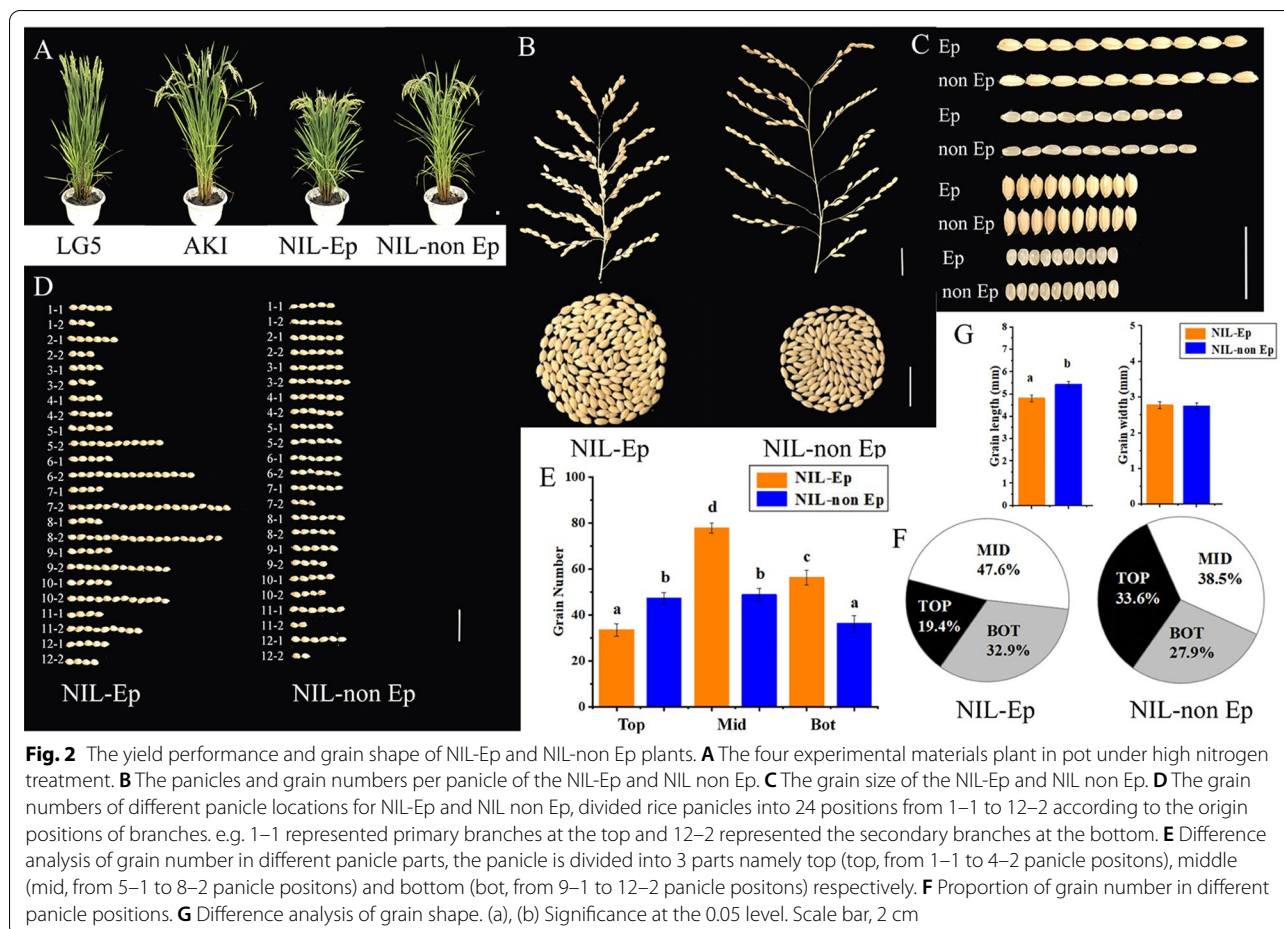 A
LG5 AKI NIL-Ep NIL-non Ep
B
NIL-Ep NIL-non Ep
C
Ep
non Ep
Ep
non Ep
Ep
non Ep
Ep
non Ep
D
1-1
1-2
2-1
2-2
3-1
3-2
4-1
4-2
5-1
5-2
6-1
6-2
7-1
7-2
8-1
8-2
9-1
9-2
10-1
10-2
11-1
11-2
12-1
12-2
NIL-Ep
1-1
1-2
2-1
2-2
3-1
3-2
4-1
4-2
5-1
5-2
6-1
6-2
7-1
7-2
8-1
8-2
9-1
9-2
10-1
10-2
11-1
11-2
12-1
12-2
NIL-non Ep
E
NIL-Ep
NIL-non Ep
Grain Number
100
80
60
40
20
0
a b d b c a
Top Mid Bot
G
NIL-Ep
NIL-non Ep
Grain length (mm)
8
7
6
5
4
3
2
1
0
a b
Grain width (mm)
5
4
3
2
1
0
F
MID
47.6%
TOP
19.4%
BOT
32.9%
NIL-Ep
MID
38.5%
TOP
33.6%
BOT
27.9%
NIL-non Ep
Fig. 2 The yield performance and grain shape of NIL-Ep and NIL-non Ep plants. A The four experimental materials plant in pot under high nitrogen
treatment. B The panicles and grain numbers per panicle of the NIL-Ep and NIL non Ep. C The grain size of the NIL-Ep and NIL non Ep. D The grain
numbers of different panicle locations for NIL-Ep and NIL non Ep, divided rice panicles into 24 positions from 1–1 to 12–2 according to the origin
positions of branches. e.g. 1–1 represented primary branches at the top and 12–2 represented the secondary branches at the bottom. E Difference
analysis of grain number in different panicle parts, the panicle is divided into 3 parts namely top (top, from 1–1 to 4–2 panicle positons), middle
(mid, from 5–1 to 8–2 panicle positons) and bottom (bot, from 9–1 to 12–2 panicle positons) respectively. F Proportion of grain number in different
panicle positions. G Difference analysis of grain shape. (a), (b) Significance at the 0.05 level. Scale bar, 2 cm